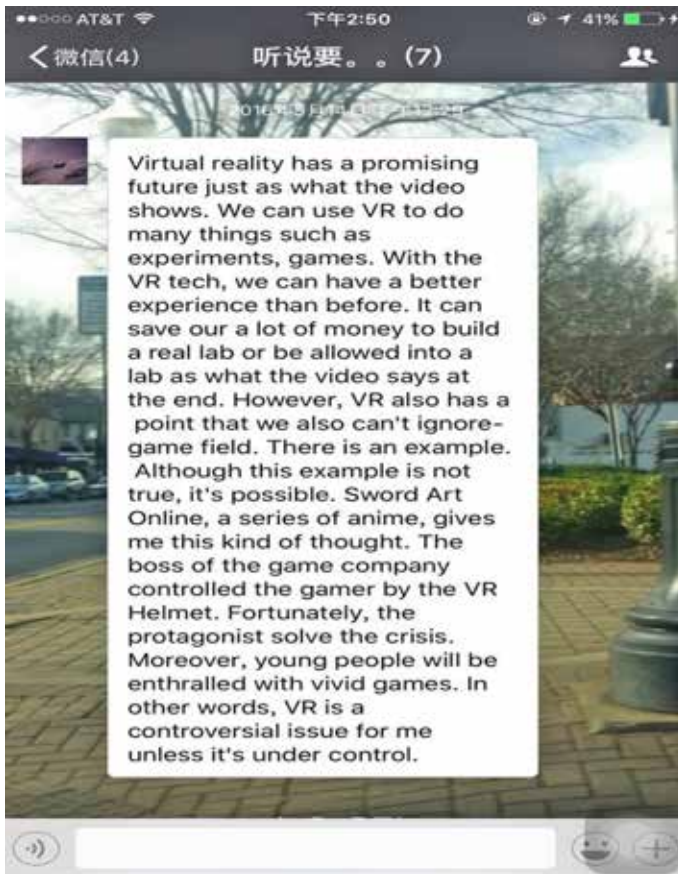 AT&T 下午2:50 41%
微信(4) 听说要。。(7)
Virtual reality has a promising
future just as what the video
shows. We can use VR to do
many things such as
experiments, games. With the
VR tech, we can have a better
experience than before. It can
save our a lot of money to build
a real lab or be allowed into a
lab as what the video says at
the end. However, VR also has a
point that we also can't ignore-
game field. There is an example.
Although this example is not
true, it's possible. Sword Art
Online, a series of anime, gives
me this kind of thought. The
boss of the game company
controlled the gamer by the VR
Helmet. Fortunately, the
protagonist solve the crisis.
Moreover, young people will be
enthralled with vivid games. In
other words, VR is a
controversial issue for me
unless it's under control.